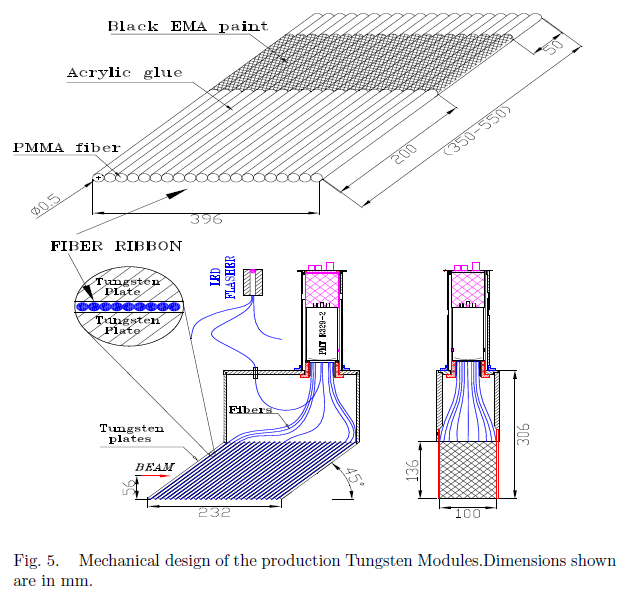 Black EMA paint
Acrylic glue
PMMA fiber
Ø0.5
396
50
200
(350-550)
FIBER RIBBON
Tungsten
Plate
Tungsten
Plate
LED
FLASHER
PMT R329-2
Fibers
Tungsten
plates
BEAM
56
232
45°
136
306
100
Fig. 5. Mechanical design of the production Tungsten Modules.Dimensions shown
are in mm.